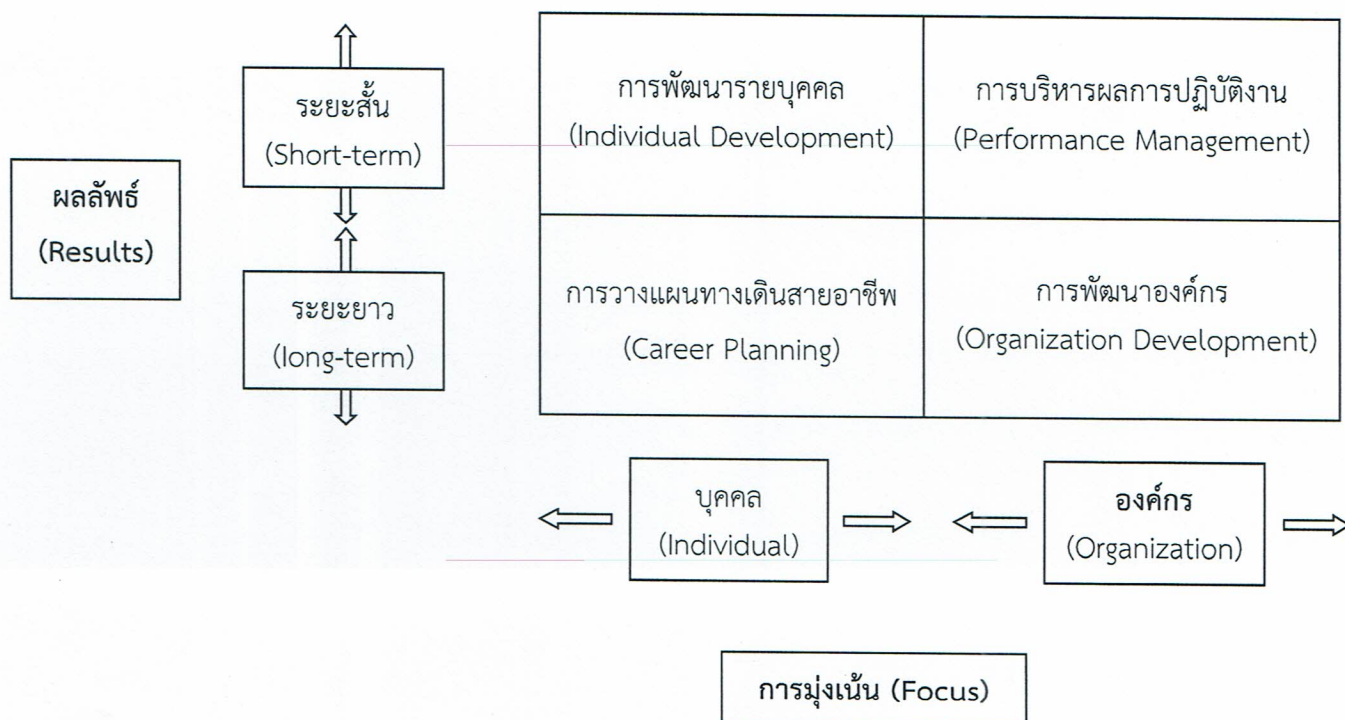 ระยะสั้น
(Short-term)
การพัฒนารายบุคคล
(Individual Development)
การบริหารผลการปฏิบัติงาน
(Performance Management)
ผลลัพธ์
(Results)
ระยะยาว
(long-term)
การวางแผนทางเดินสายอาชีพ
(Career Planning)
การพัฒนาองค์กร
(Organization Development)
บุคคล
(Individual)
องค์กร
(Organization)
การมุ่งเน้น (Focus)